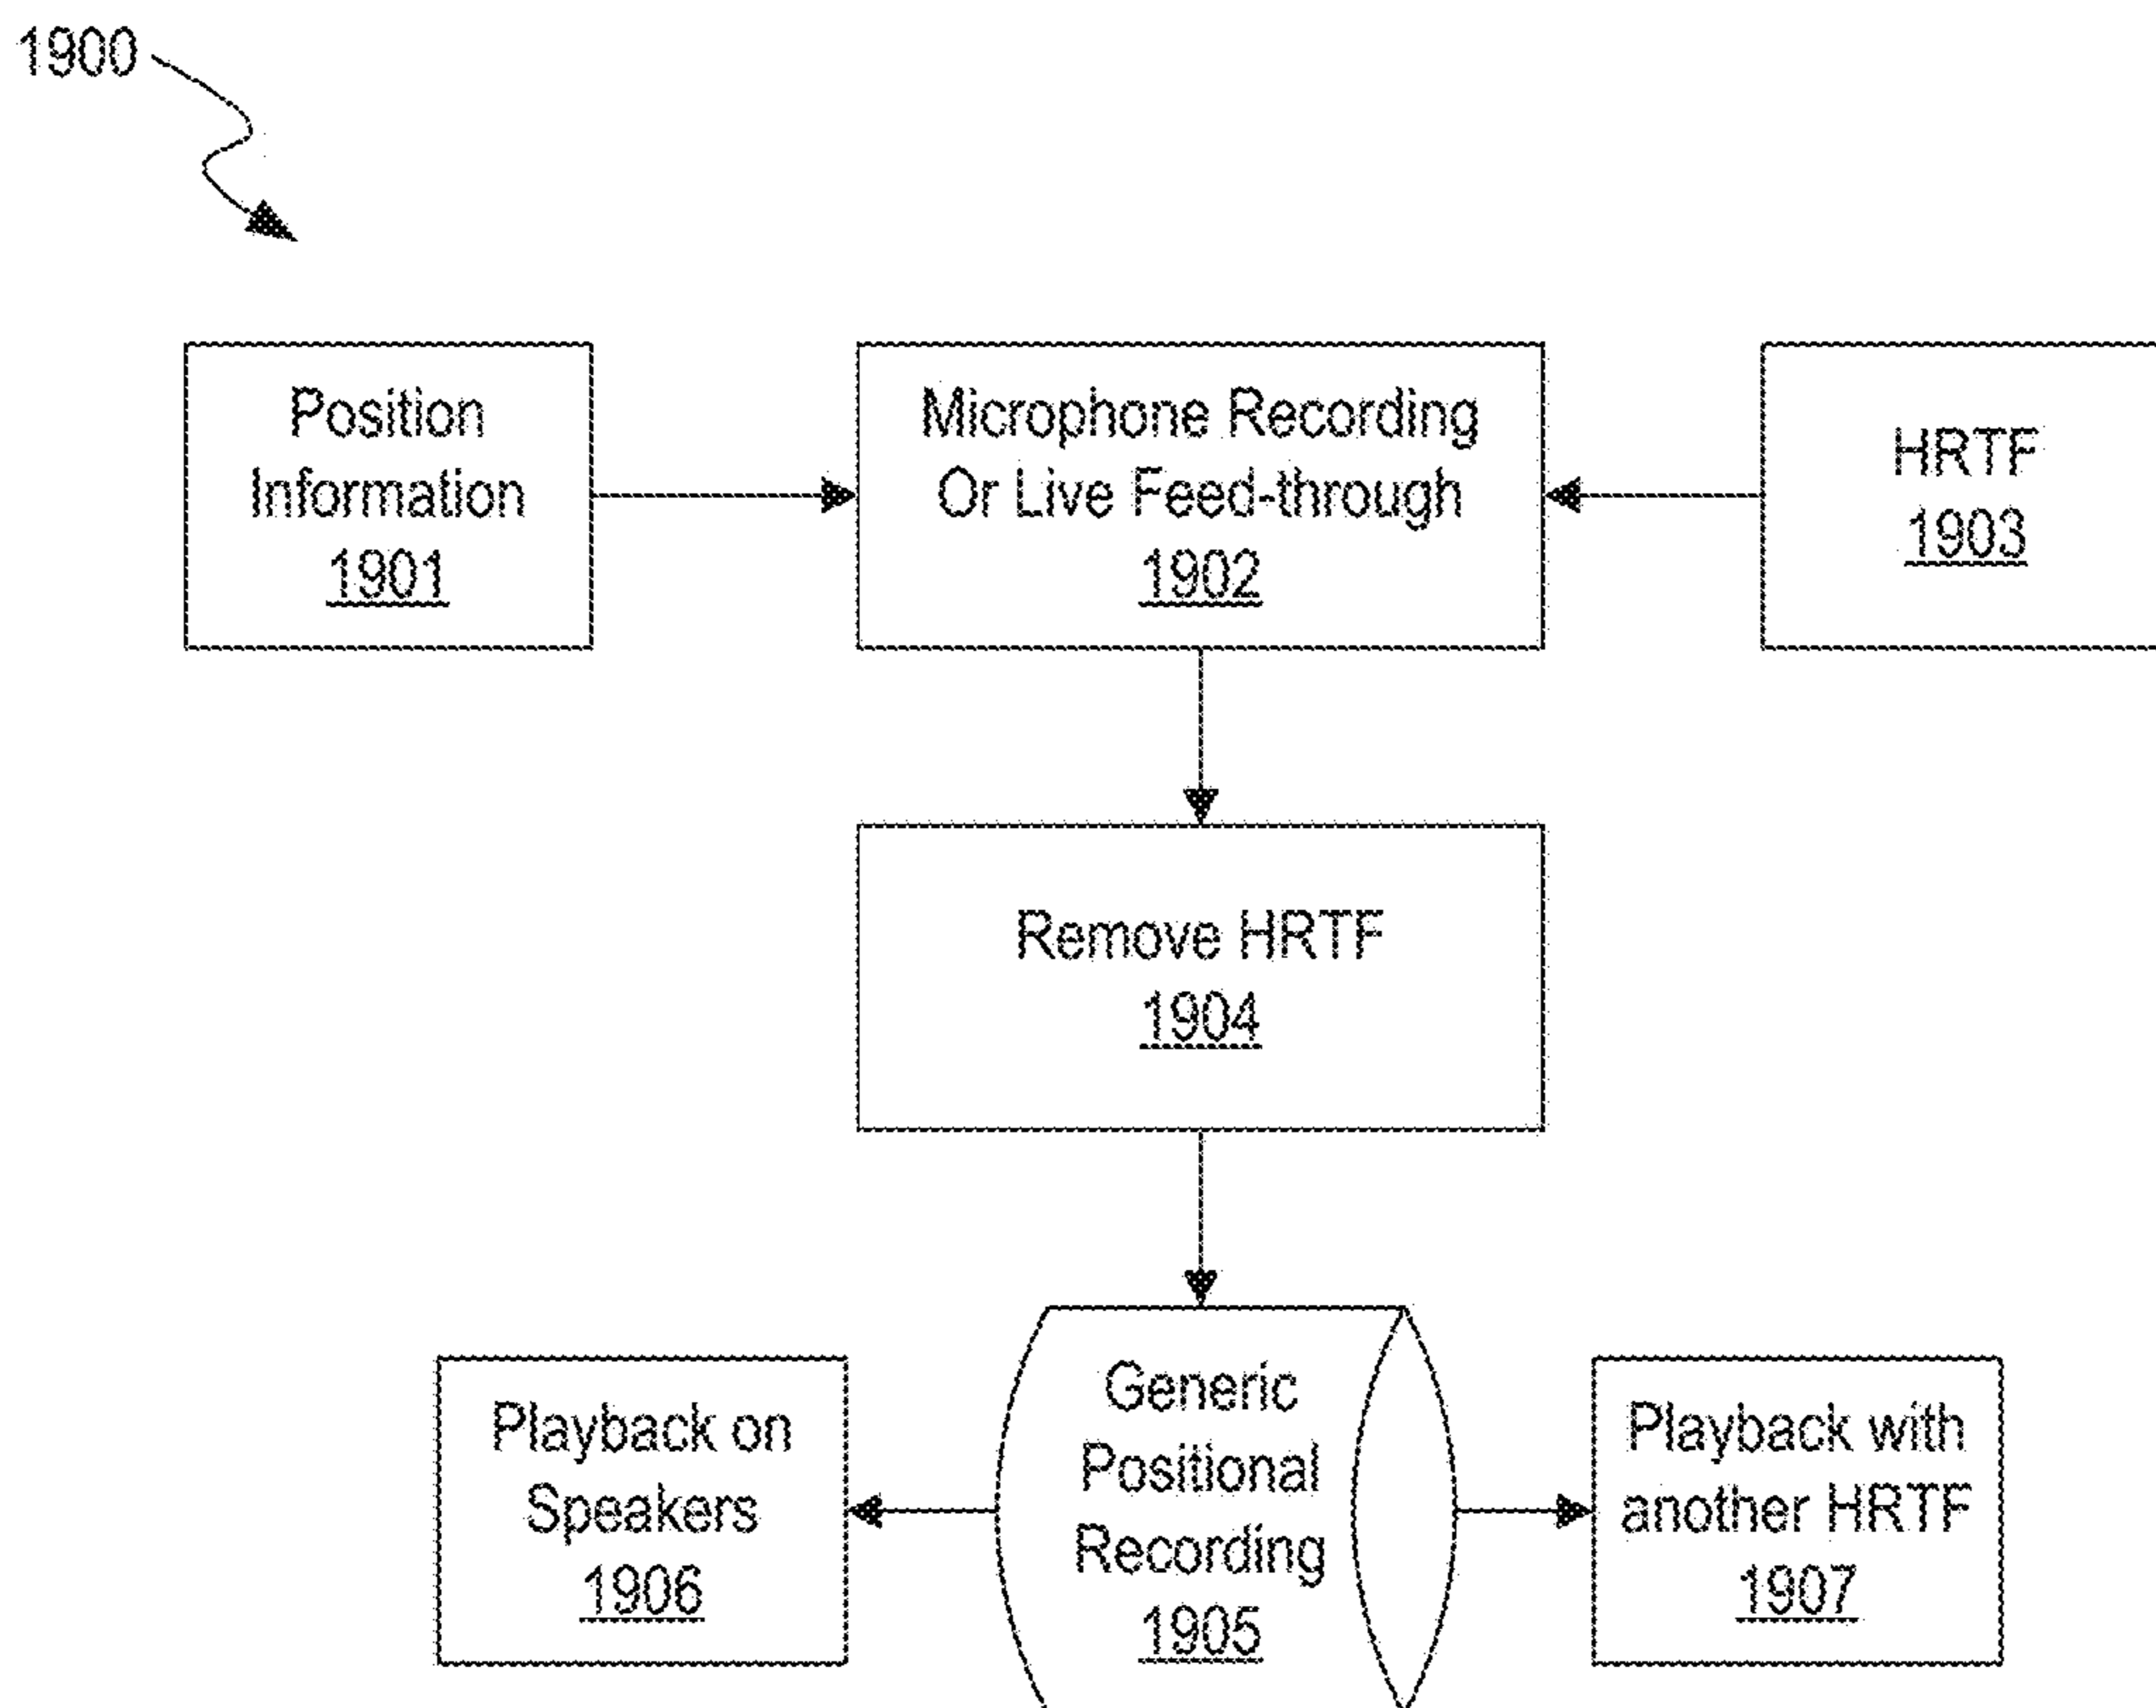 1900
Position
Information
1901
Microphone Recording
Or Live Feed-through
1902
HRTF
1903
Remove HRTF
1904
Playback on
Speakers
1906
Generic
Positional
Recording
1905
Playback with
another HRTF
1907